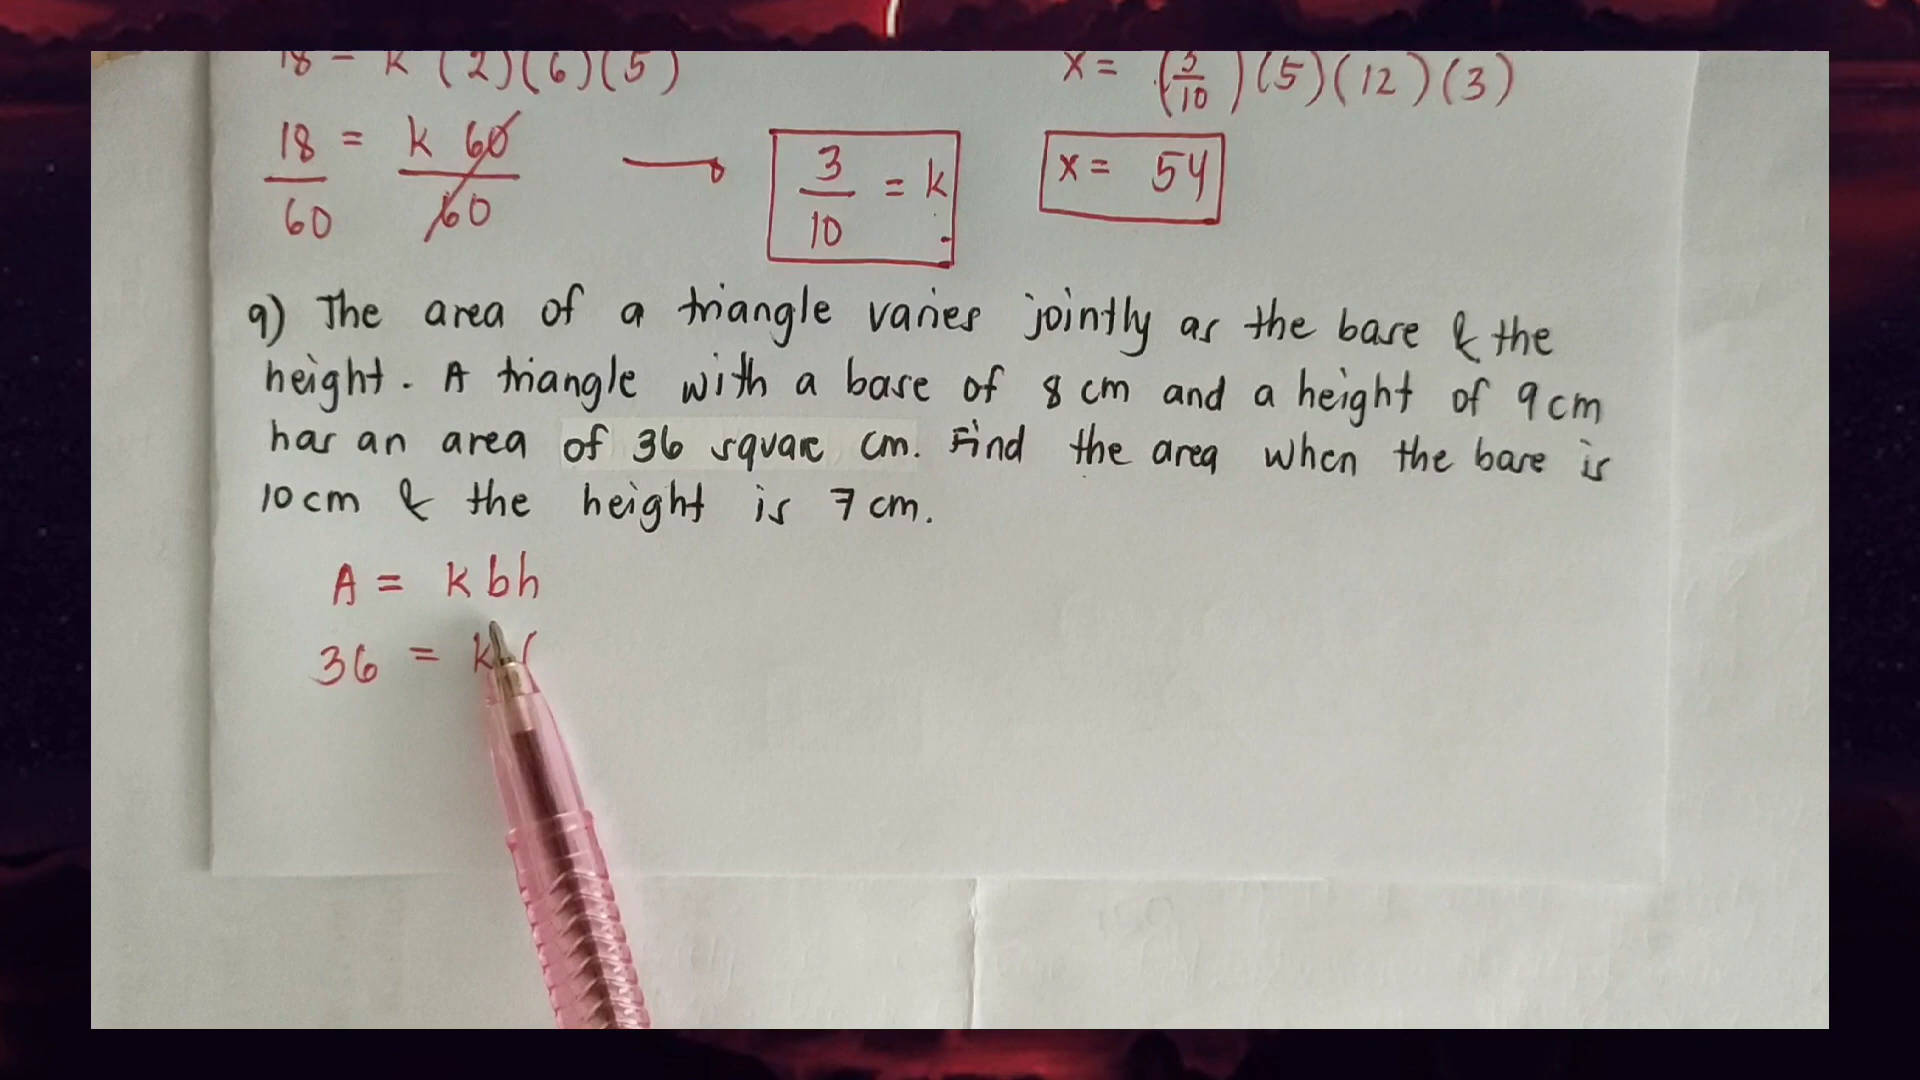 18 = k (2)(6)(5)
x = (3/10)(5)(12)(3)
18/60 = k 60/60 → 3/10 = k
x = 54
9) The area of a triangle varies jointly as the base & the
height. A triangle with a base of 8 cm and a height of 9 cm
has an area of 36 square cm. Find the area when the base is
10 cm & the height is 7 cm.
A = kbh
36 = k (